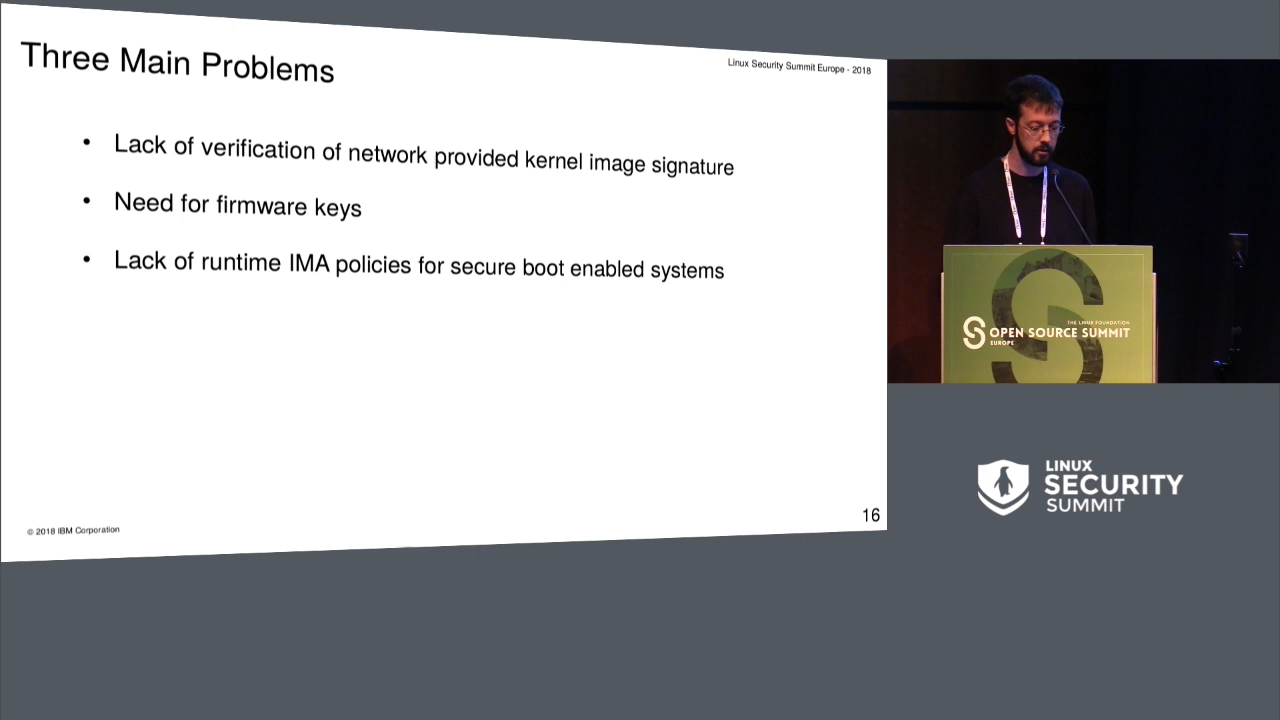 Three Main Problems
Linux Security Summit Europe - 2018
• Lack of verification of network provided kernel image signature
• Need for firmware keys
• Lack of runtime IMA policies for secure boot enabled systems
© 2018 IBM Corporation
16
THE LINUX FOUNDATION
OPEN SOURCE SUMMIT
EUROPE
LINUX
SECURITY
SUMMIT